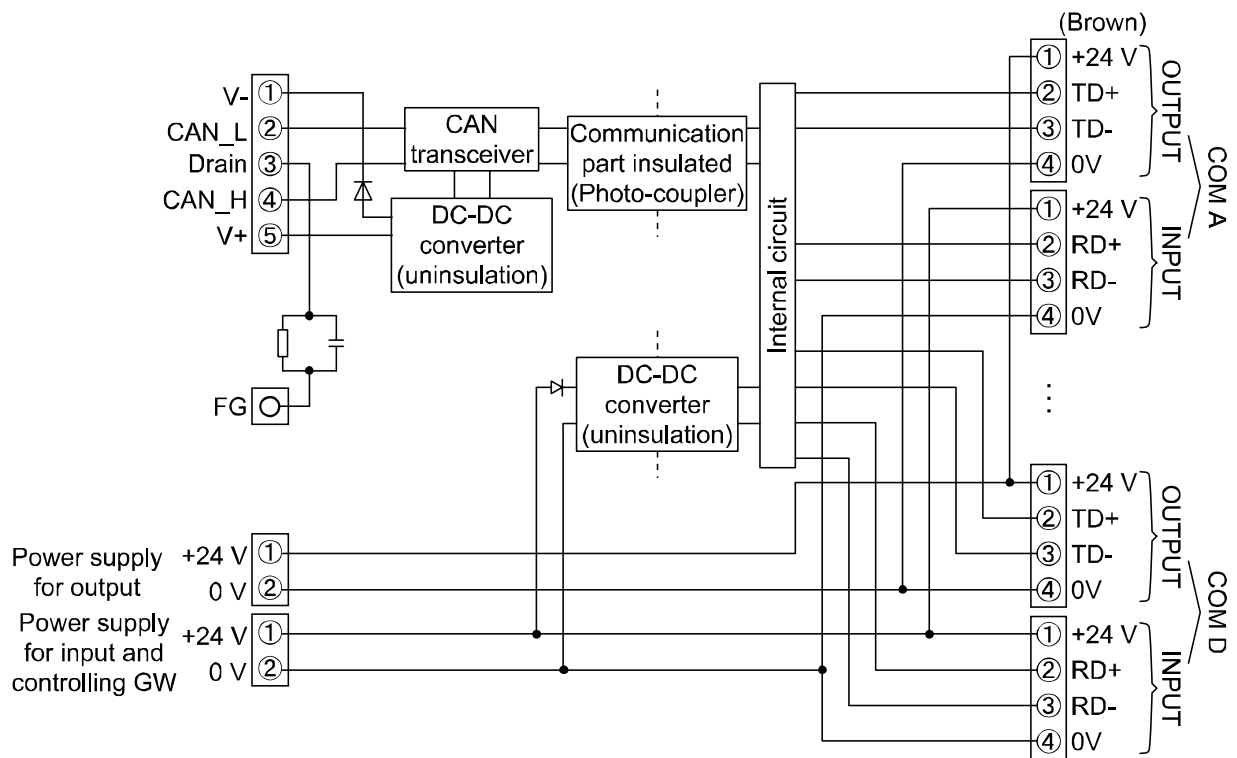 V-
①
CAN_L
②
Drain
③
CAN_H
④
V+
⑤
CAN
transceiver
DC-DC
converter
(uninsulation)
Communication
part insulated
(Photo-coupler)
Internal circuit
FG
DC-DC
converter
(uninsulation)
Power supply
for output
+24 V
①
0 V
②
Power supply
for input and
controlling GW
+24 V
①
0 V
②
(Brown)
① +24 V
② TD+
③ TD-
④ 0V
OUTPUT
① +24 V
② RD+
③ RD-
④ 0V
INPUT
COM A
⋮
① +24 V
② TD+
③ TD-
④ 0V
OUTPUT
① +24 V
② RD+
③ RD-
④ 0V
INPUT
COM D